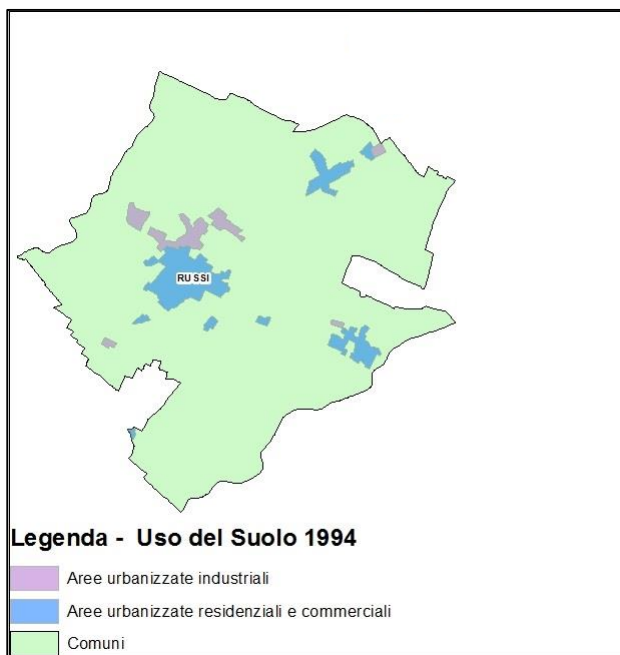 RUSSI
Legenda - Uso del Suolo 1994
Aree urbanizzate industriali
Aree urbanizzate residenziali e commerciali
Comuni